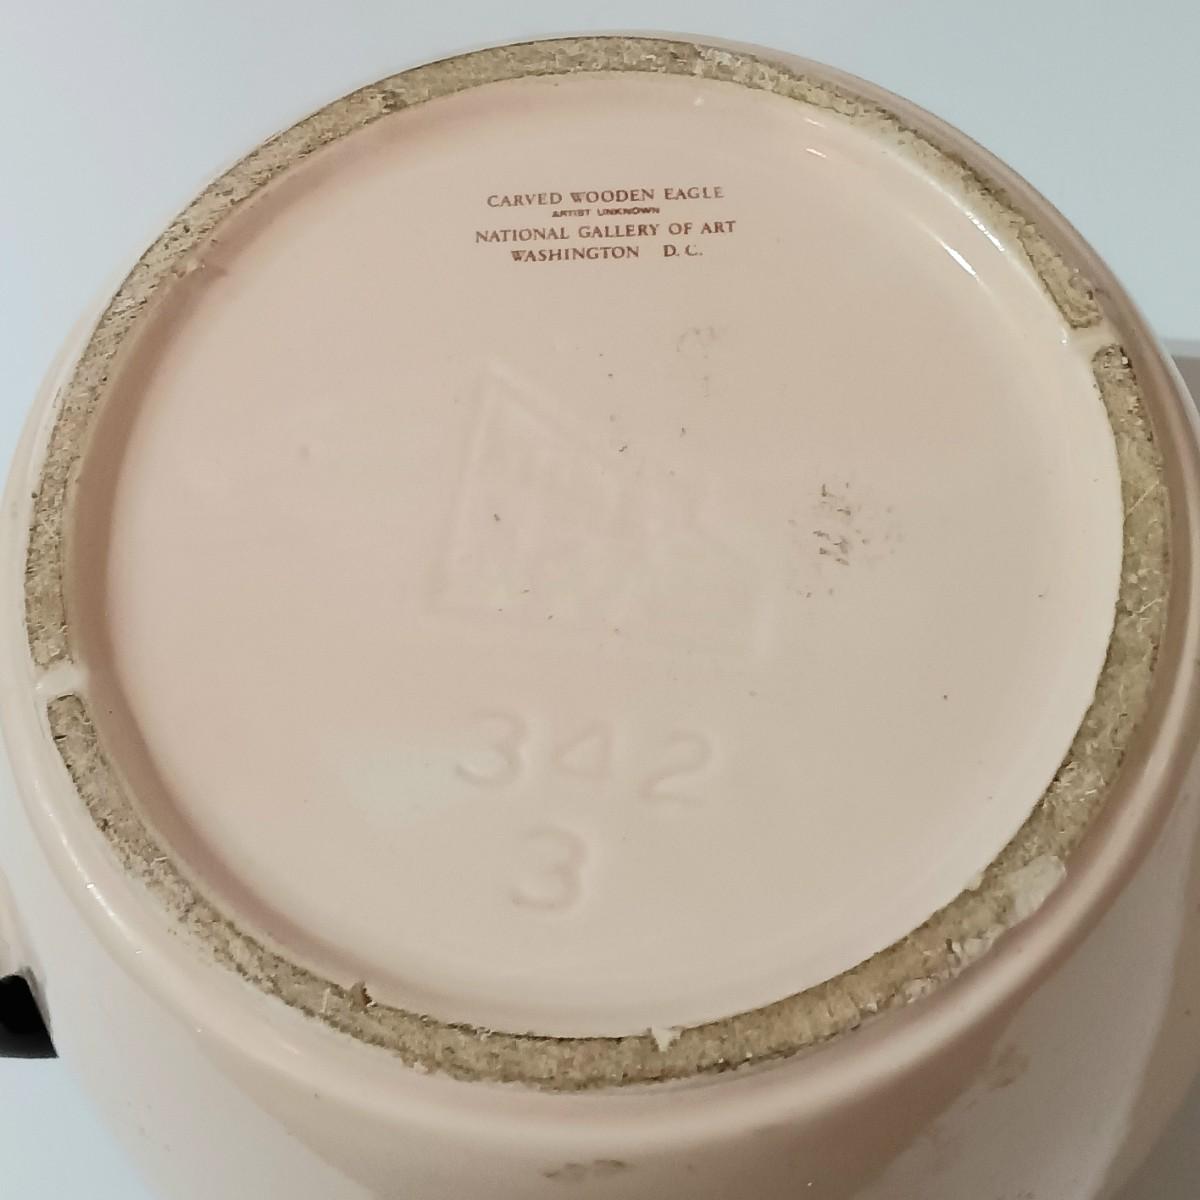 CARVED WOODEN EAGLE
ARTIST UNKNOWN
NATIONAL GALLERY OF ART
WASHINGTON D. C.
342
3